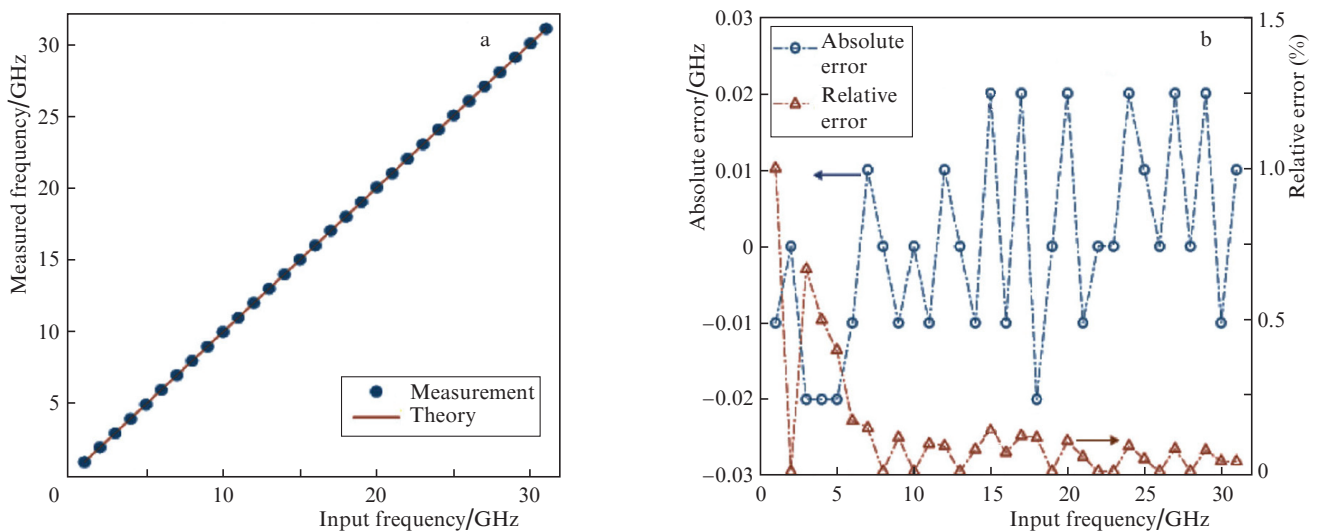 a
Measured frequency/GHz
30
25
20
15
10
5
0
10
20
30
Input frequency/GHz
Measurement
Theory
b
Absolute error/GHz
0.03
0.02
0.01
0
−0.01
−0.02
−0.03
Absolute
error
Relative
error
1.5
1.0
0.5
0
Relative error (%)
0
5
10
15
20
25
30
Input frequency/GHz